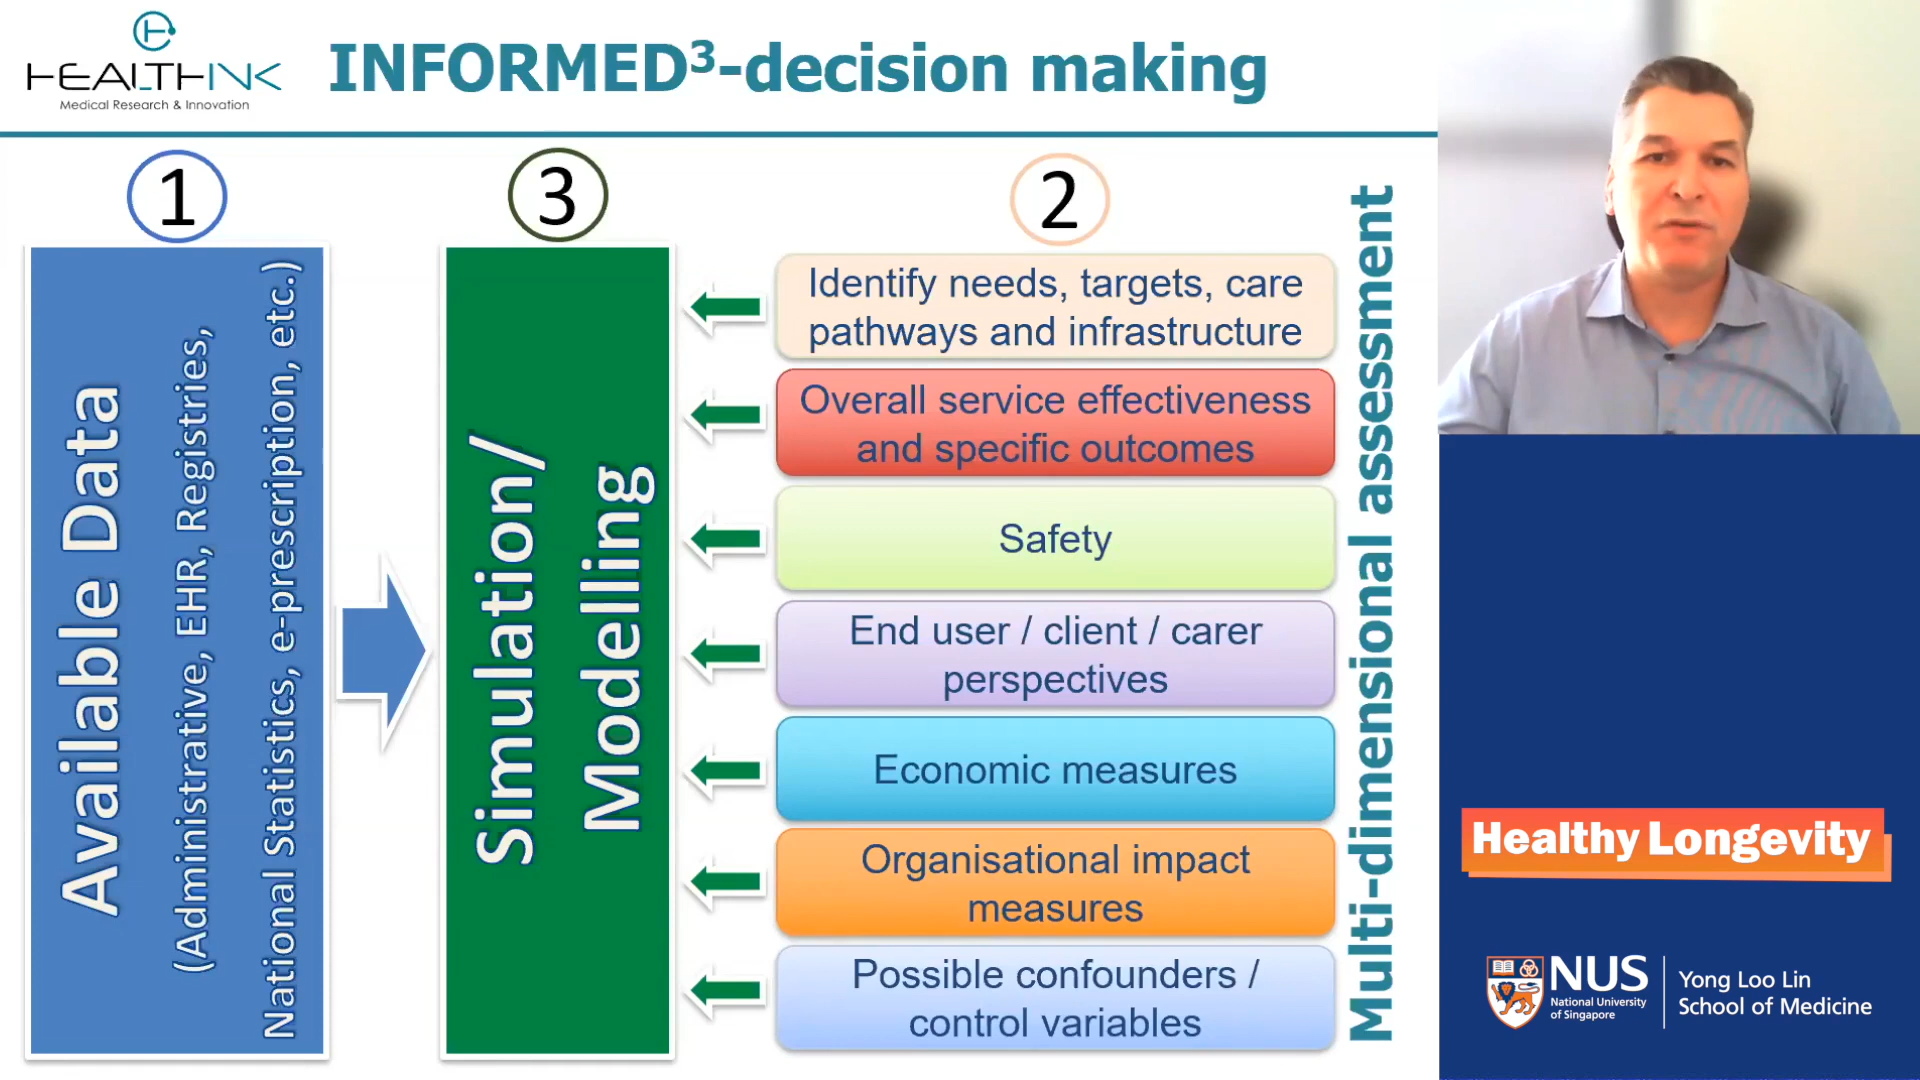 HEALTHINK
Medical Research & Innovation
INFORMED³-decision making
1
3
2
Available Data
(Administrative, EHR, Registries,
National Statistics, e-prescription, etc.)
Simulation/
Modelling
Identify needs, targets, care
pathways and infrastructure
Overall service effectiveness
and specific outcomes
Safety
End user / client / carer
perspectives
Economic measures
Organisational impact
measures
Possible confounders /
control variables
Multi-dimensional assessment
Healthy Longevity
NUS
National University
of Singapore
Yong Loo Lin
School of Medicine